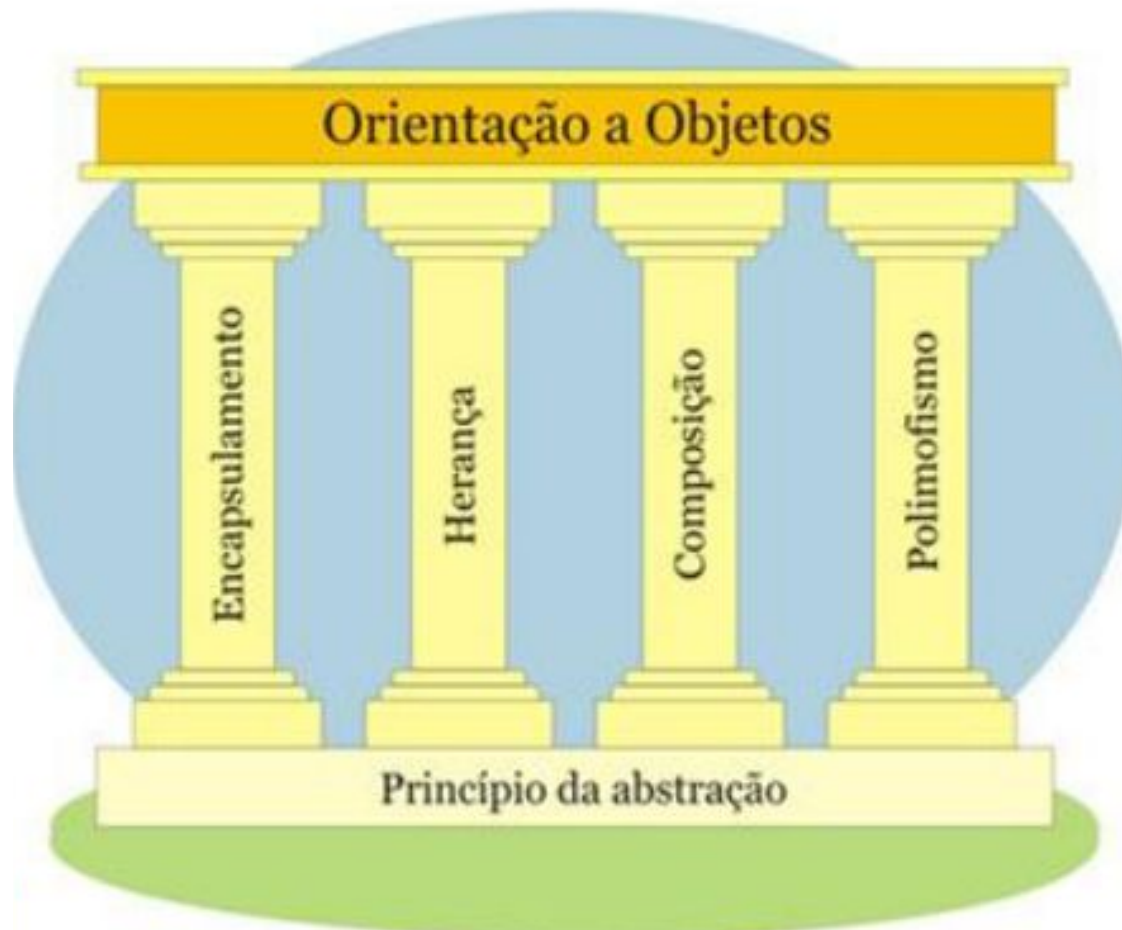 Orientação a Objetos
Encapsulamento
Herança
Composição
Polimofismo
Princípio da abstração